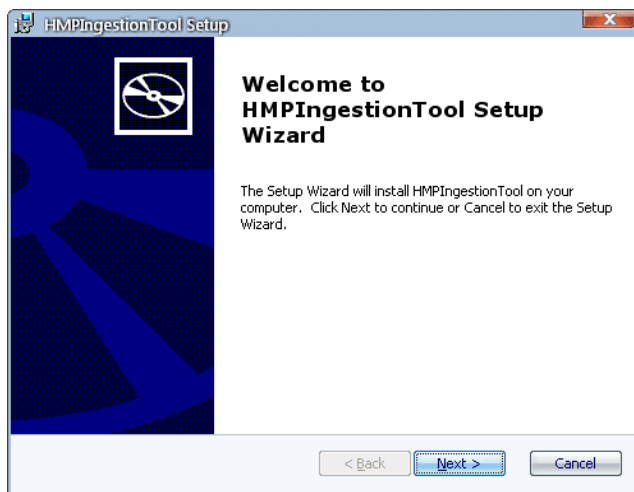 HMPIngestionTool Setup
Welcome to
HMPIngestionTool Setup
Wizard
The Setup Wizard will install HMPIngestionTool on your
computer. Click Next to continue or Cancel to exit the Setup
Wizard.
< Back Next > Cancel